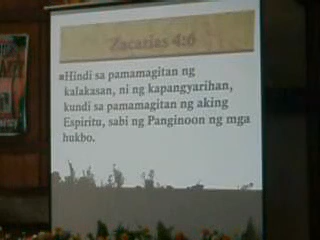 Zacarias 4:6
Hindi sa pamamagitan ng
kalakasan, ni ng kapangyarihan,
kundi sa pamamagitan ng aking
Espiritu, sabi ng Panginoon ng mga
hukbo.